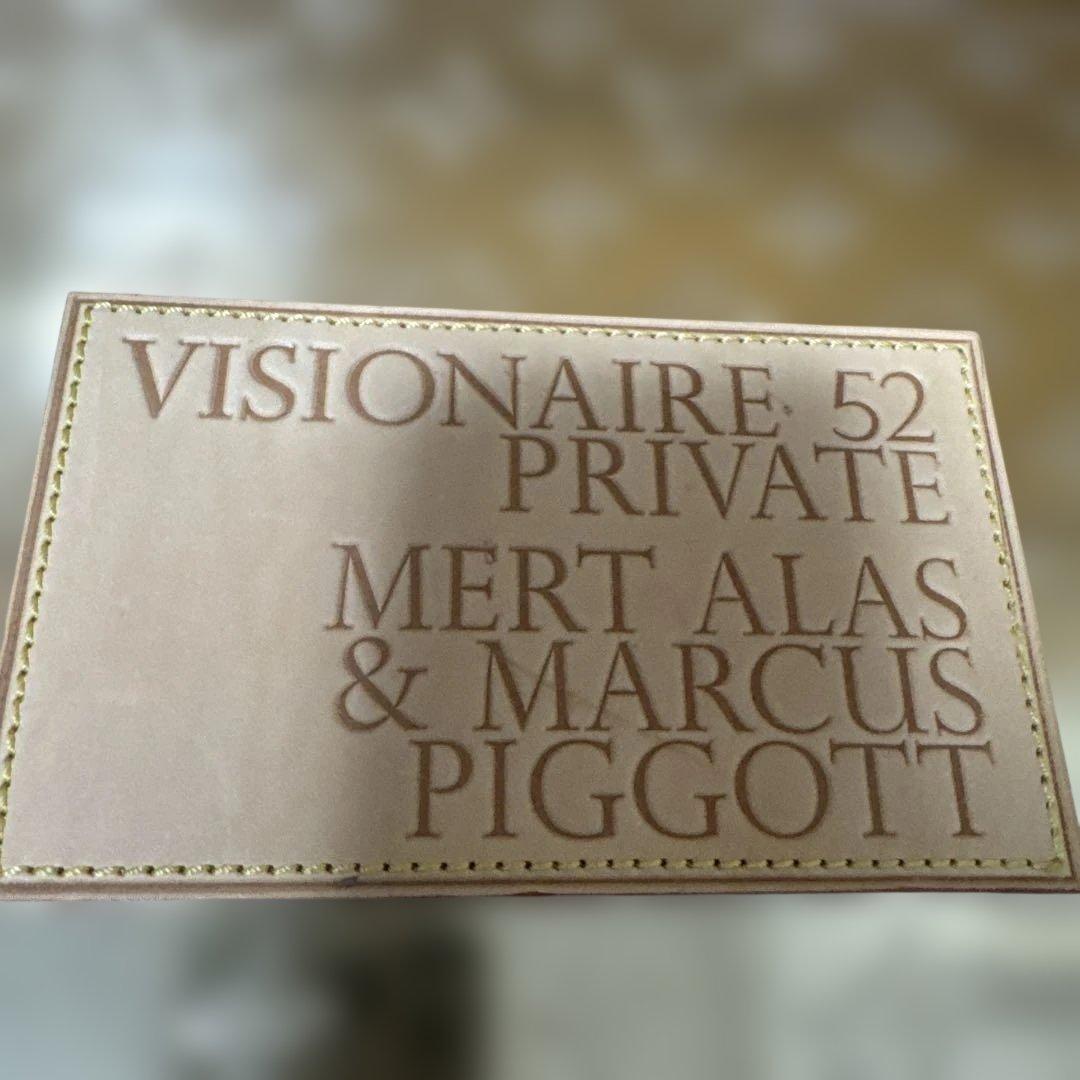 VISIONAIRE 52
PRIVATE
MERT ALAS
& MARCUS
PIGGOTT